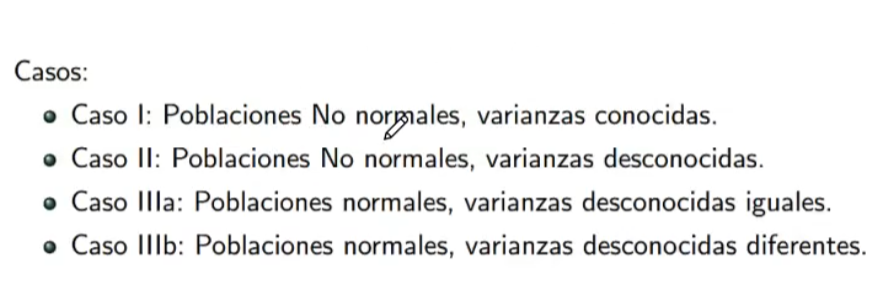 Casos:
Caso I: Poblaciones No normales, varianzas conocidas.
Caso II: Poblaciones No normales, varianzas desconocidas.
Caso IIIa: Poblaciones normales, varianzas desconocidas iguales.
Caso IIIb: Poblaciones normales, varianzas desconocidas diferentes.